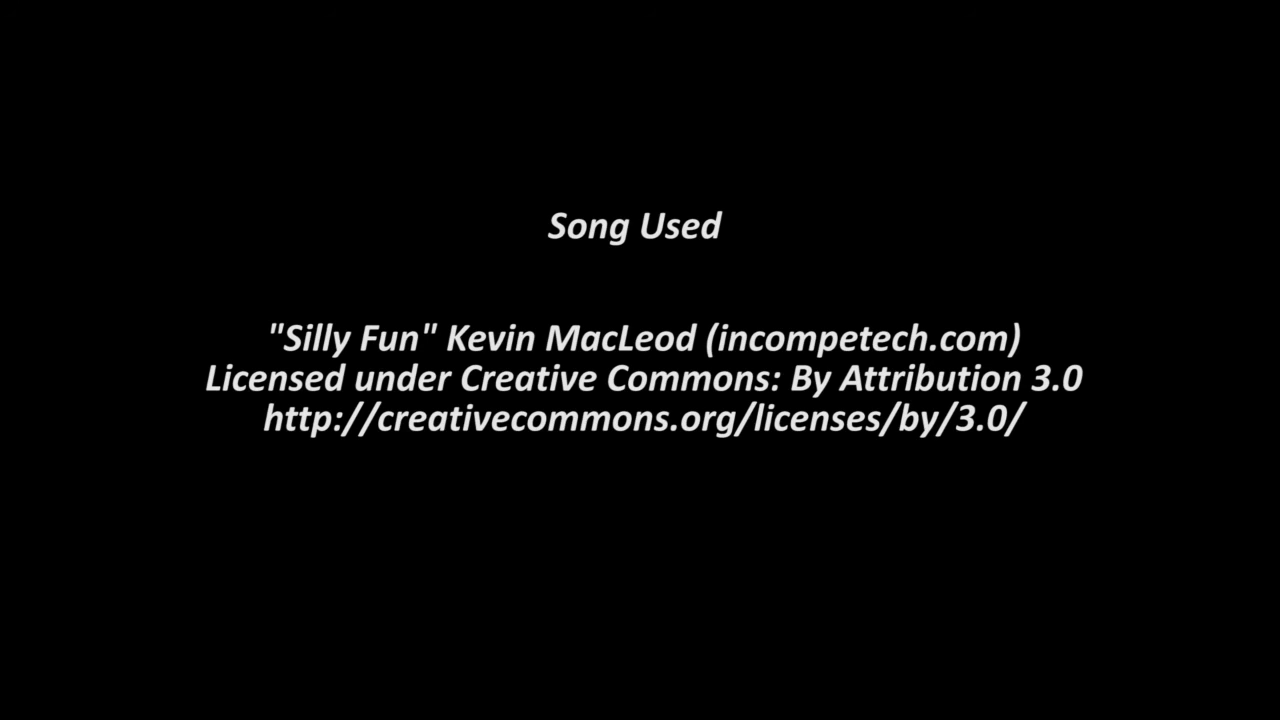 Song Used
"Silly Fun" Kevin MacLeod (incompetech.com)
Licensed under Creative Commons: By Attribution 3.0
http://creativecommons.org/licenses/by/3.0/